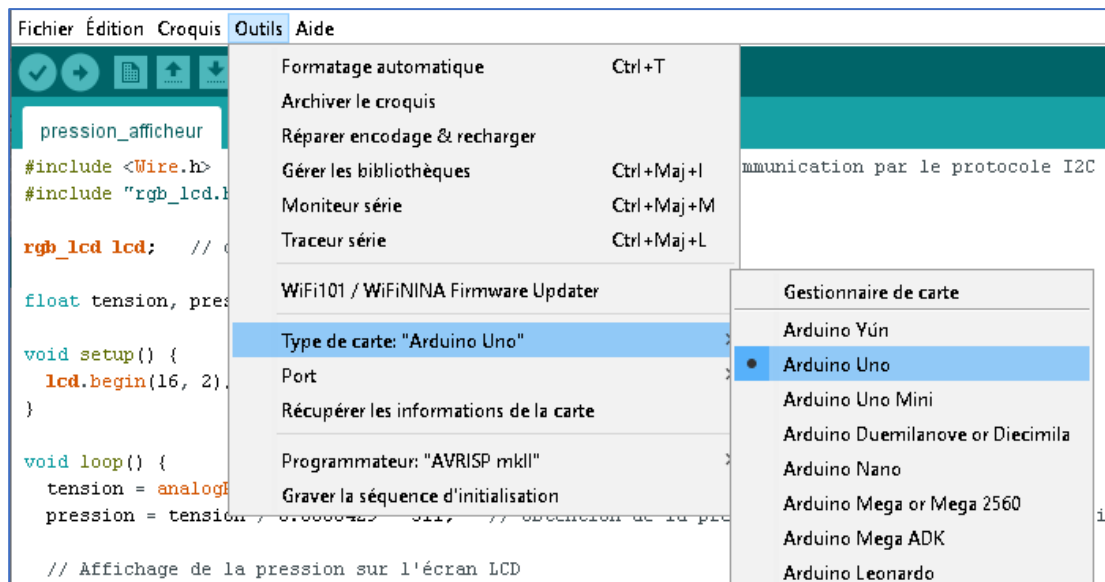 Fichier Édition Croquis Outils Aide
Formatage automatique Ctrl+T
Archiver le croquis
pression_afficheur
Réparer encodage & recharger
#include <Wire.h>
Gérer les bibliothèques Ctrl+Maj+I
mmunication par le protocole I2C
#include "rgb_lcd.h
Moniteur série Ctrl+Maj+M
rgb_lcd lcd; //
Traceur série Ctrl+Maj+L
float tension, pres
WiFi101 / WiFiNINA Firmware Updater
Gestionnaire de carte
void setup() {
Type de carte: "Arduino Uno"
Arduino Yún
lcd.begin(16, 2)
Port
Arduino Uno
}
Récupérer les informations de la carte
Arduino Uno Mini
Arduino Duemilanove or Diecimila
void loop() {
Programmateur: "AVRISP mkII"
Arduino Nano
tension = analog
Graver la séquence d'initialisation
Arduino Mega or Mega 2560
pression = tension /
Arduino Mega ADK
// Affichage de la pression sur l'écran LCD
Arduino Leonardo